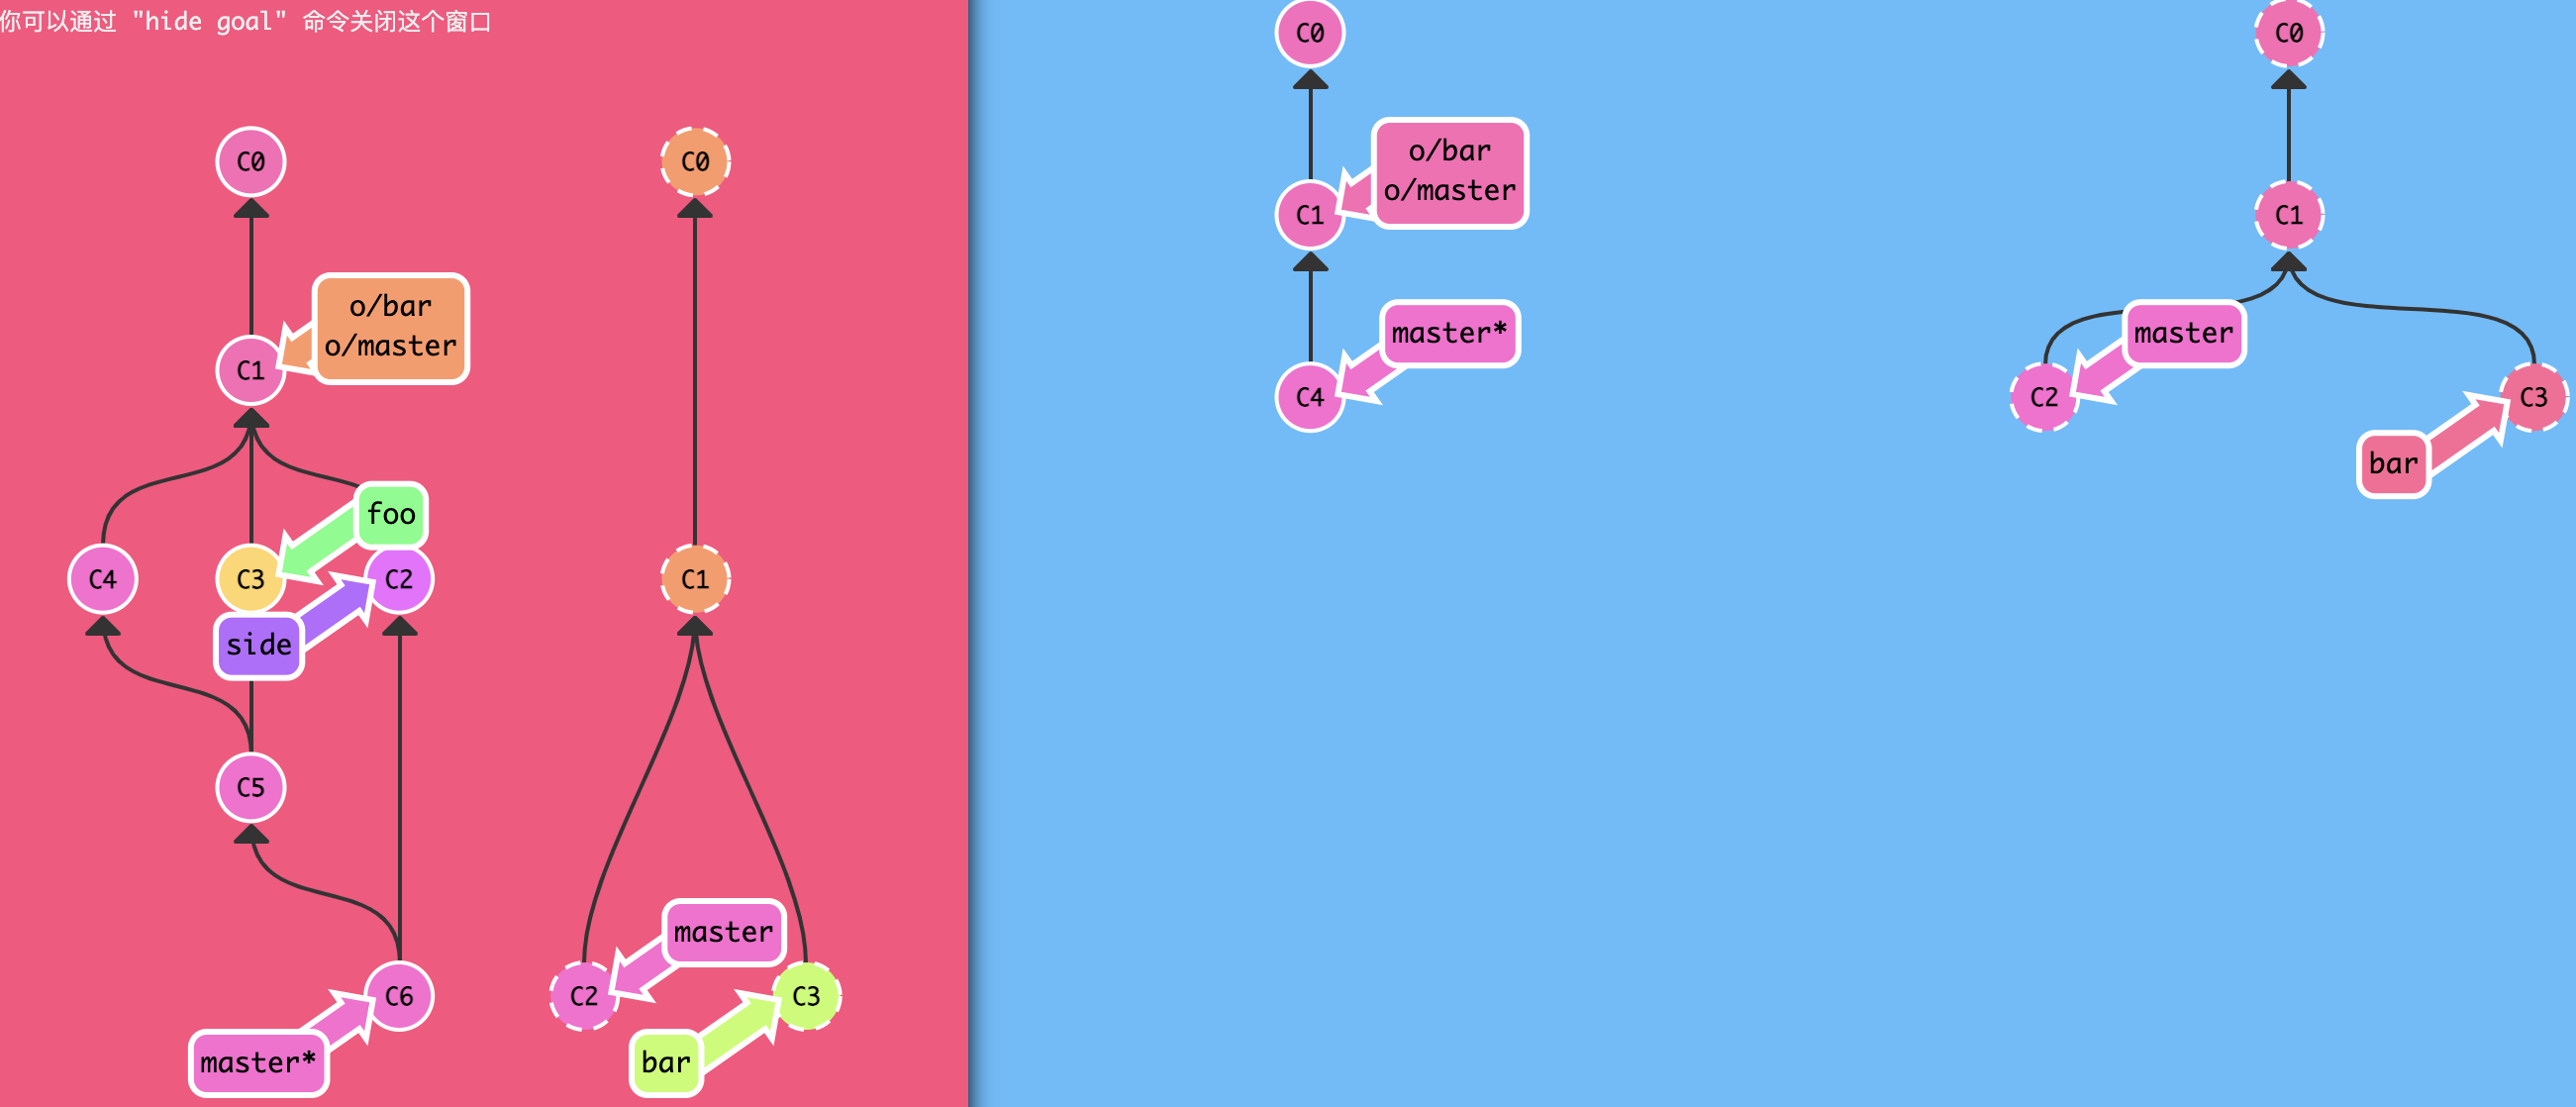 你可以通过 "hide goal" 命令关闭这个窗口
C0
C0
o/bar
o/master
C1
foo
C4
C3
C2
C1
side
C5
master
C6
C2
C3
master*
bar
C0
C0
o/bar
o/master
C1
C1
master*
master
C4
C2
C3
bar